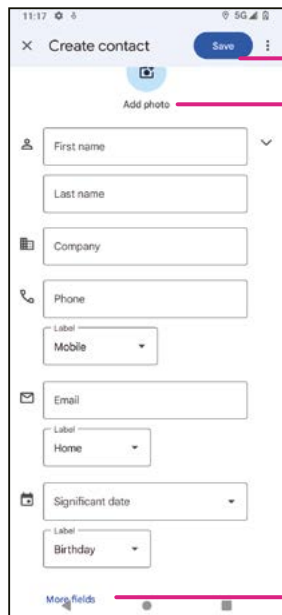 11:17 5G
Create contact Save
Add photo
First name
Last name
Company
Phone
Label
Mobile
Email
Label
Home
Significant date
Label
Birthday
More fields